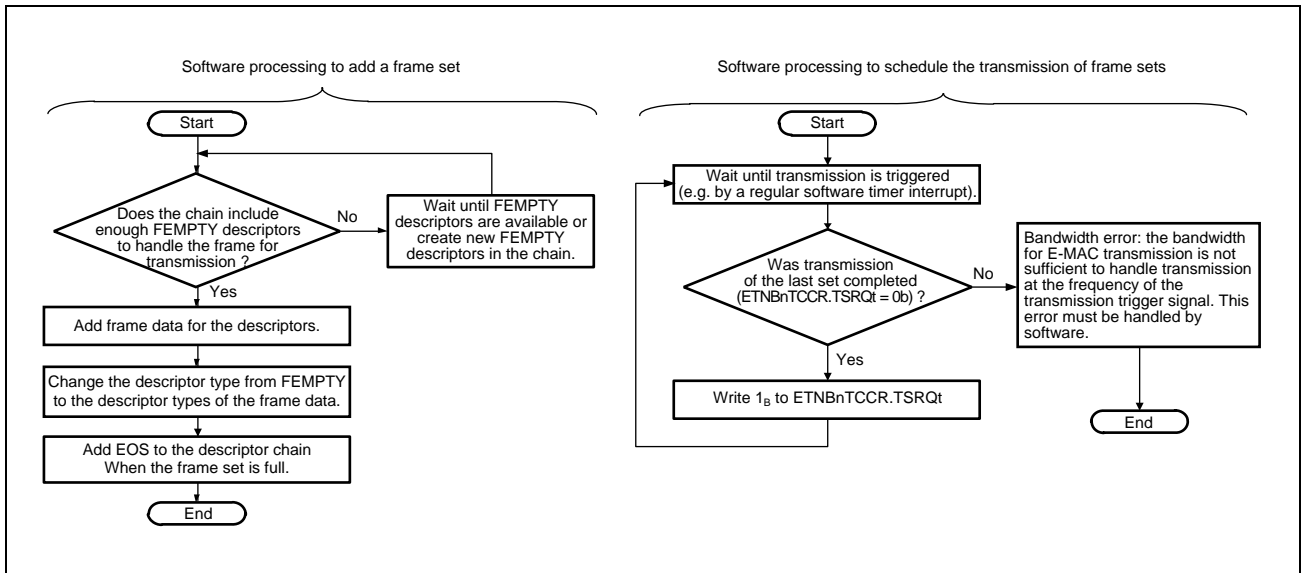 Software processing to add a frame set
Start
Does the chain include
enough FEMPTY descriptors
to handle the frame for
transmission ?
No
Wait until FEMPTY
descriptors are available or
create new FEMPTY
descriptors in the chain.
Yes
Add frame data for the descriptors.
Change the descriptor type from FEMPTY
to the descriptor types of the frame data.
Add EOS to the descriptor chain
When the frame set is full.
End
Software processing to schedule the transmission of frame sets
Start
Wait until transmission is triggered
(e.g. by a regular software timer interrupt).
Was transmission
of the last set completed
(ETNBnTCCR.TSRQt = 0b) ?
No
Bandwidth error: the bandwidth
for E-MAC transmission is not
sufficient to handle transmission
at the frequency of the
transmission trigger signal. This
error must be handled by
software.
Yes
Write 1B to ETNBnTCCR.TSRQt
End